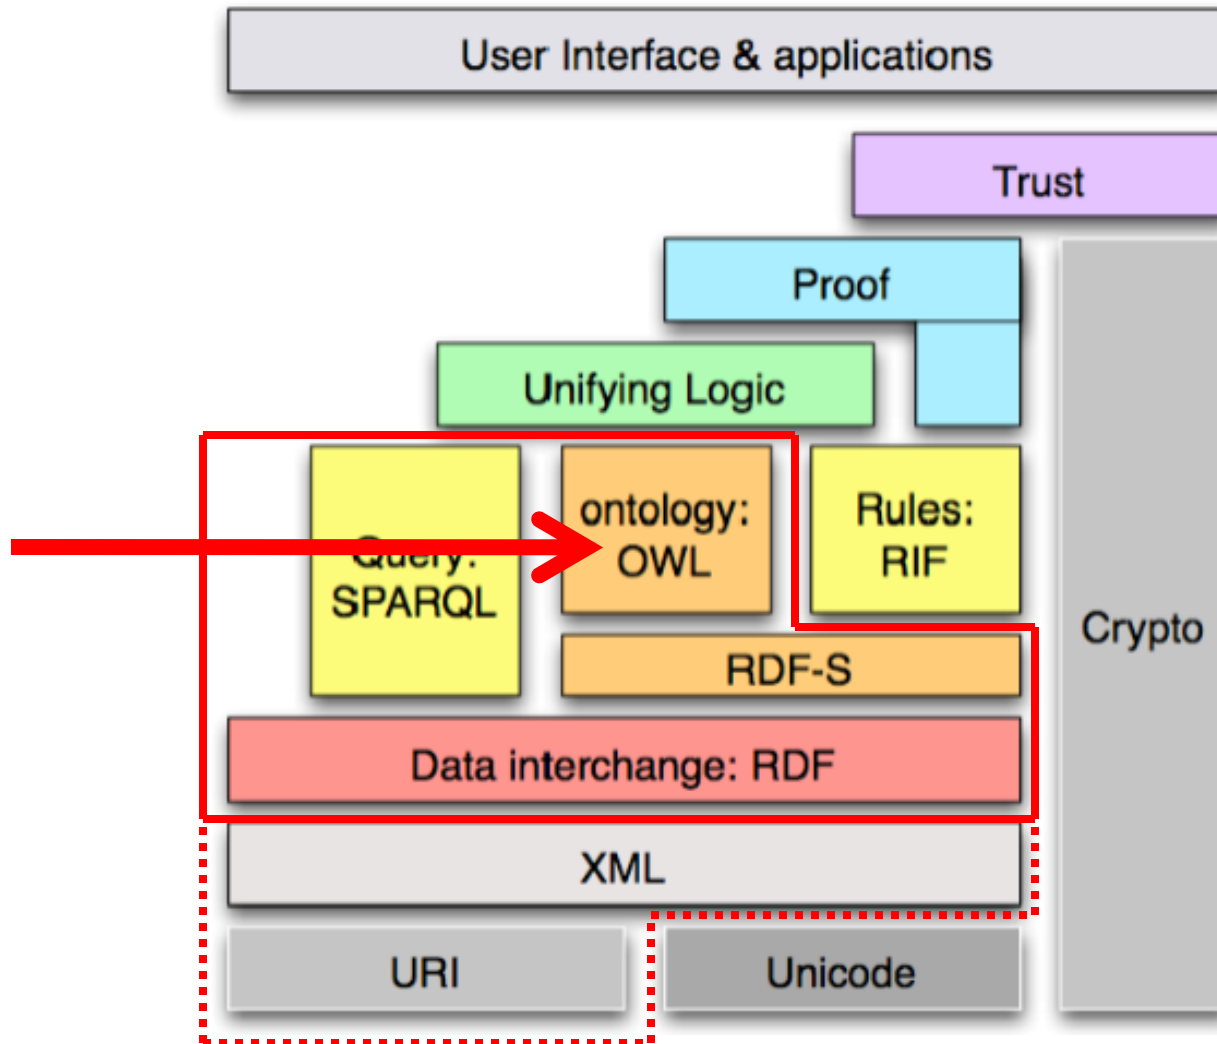 User Interface & applications
Trust
Proof
Unifying Logic
Query:
SPARQL
ontology:
OWL
Rules:
RIF
Crypto
RDF-S
Data interchange: RDF
XML
URI
Unicode